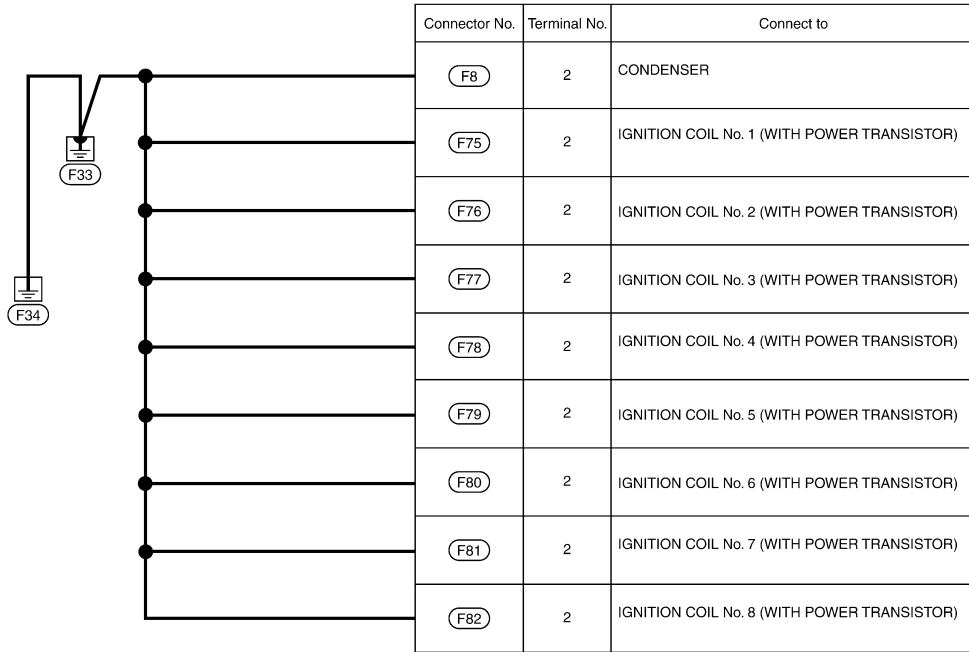 Connector No. Terminal No. Connect to
F8 2 CONDENSER
F75 2 IGNITION COIL No. 1 (WITH POWER TRANSISTOR)
F33
F76 2 IGNITION COIL No. 2 (WITH POWER TRANSISTOR)
F77 2 IGNITION COIL No. 3 (WITH POWER TRANSISTOR)
F34
F78 2 IGNITION COIL No. 4 (WITH POWER TRANSISTOR)
F79 2 IGNITION COIL No. 5 (WITH POWER TRANSISTOR)
F80 2 IGNITION COIL No. 6 (WITH POWER TRANSISTOR)
F81 2 IGNITION COIL No. 7 (WITH POWER TRANSISTOR)
F82 2 IGNITION COIL No. 8 (WITH POWER TRANSISTOR)